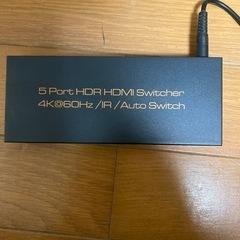 5 Port HDR HDMI Switcher
4K@60Hz /IR /Auto Switch